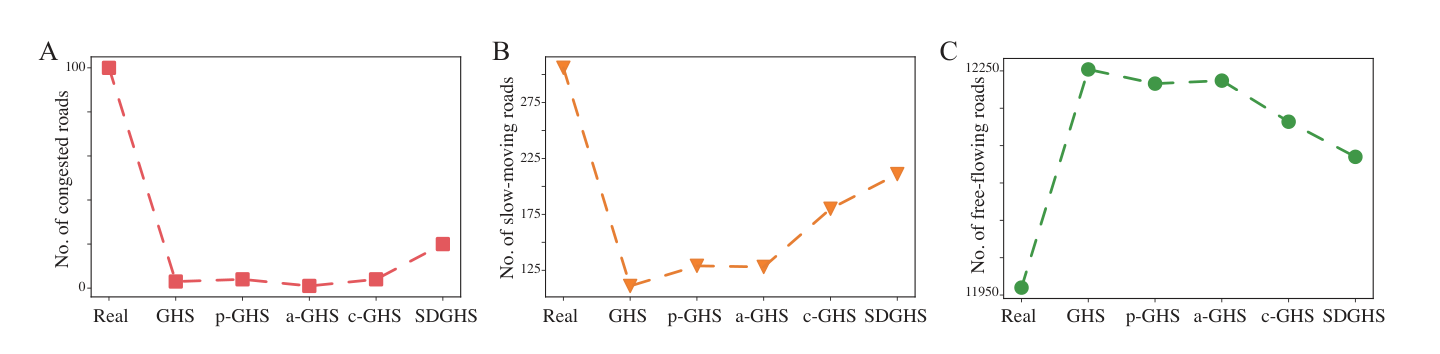 A
No. of congested roads
100
0
Real GHS p-GHS a-GHS c-GHS SDGHS
B
No. of slow-moving roads
275
225
175
125
Real GHS p-GHS a-GHS c-GHS SDGHS
C
No. of free-flowing roads
12250
11950
Real GHS p-GHS a-GHS c-GHS SDGHS